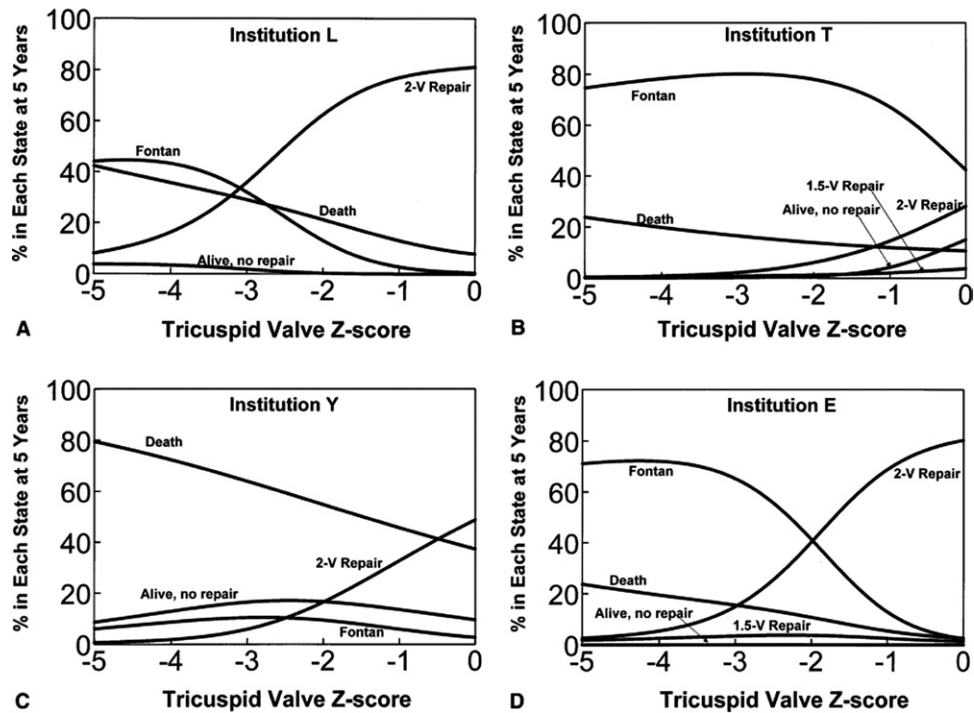 Institution L
% in Each State at 5 Years
100
80
60
40
20
0
2-V Repair
Fontan
Death
Alive, no repair
-5 -4 -3 -2 -1 0
A Tricuspid Valve Z-score
Institution T
% in Each State at 5 Years
100
80
60
40
20
0
Fontan
1.5-V Repair
Alive, no repair
2-V Repair
Death
-5 -4 -3 -2 -1 0
B Tricuspid Valve Z-score
Institution Y
% in Each State at 5 Years
100
80
60
40
20
0
Death
2-V Repair
Alive, no repair
Fontan
-5 -4 -3 -2 -1 0
C Tricuspid Valve Z-score
Institution E
% in Each State at 5 Years
100
80
60
40
20
0
Fontan
2-V Repair
Death
Alive, no repair
1.5-V Repair
-5 -4 -3 -2 -1 0
D Tricuspid Valve Z-score